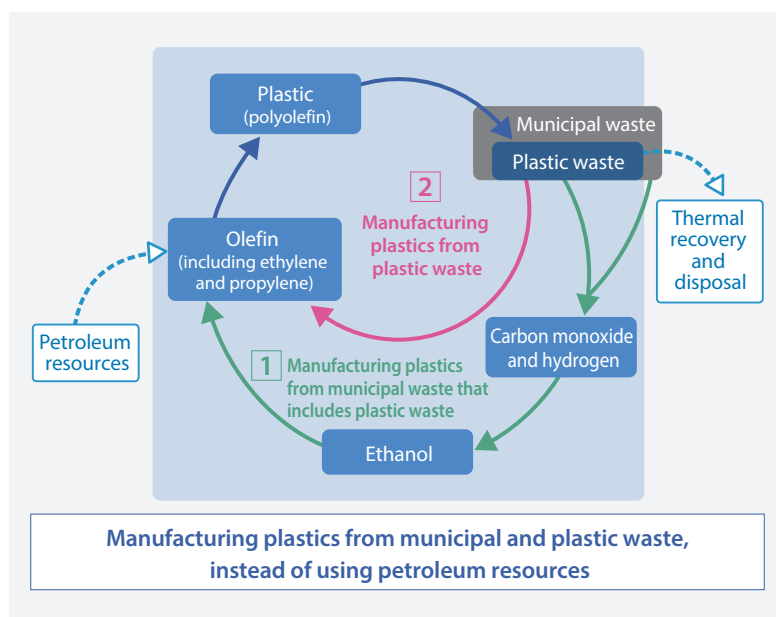 Plastic
(polyolefin)
Municipal waste
Plastic waste
2
Manufacturing
plastics from
plastic waste
Thermal
recovery
and
disposal
Olefin
(including ethylene
and propylene)
Petroleum
resources
Carbon monoxide
and hydrogen
1
Manufacturing plastics
from municipal waste that
includes plastic waste
Ethanol
Manufacturing plastics from municipal and plastic waste,
instead of using petroleum resources